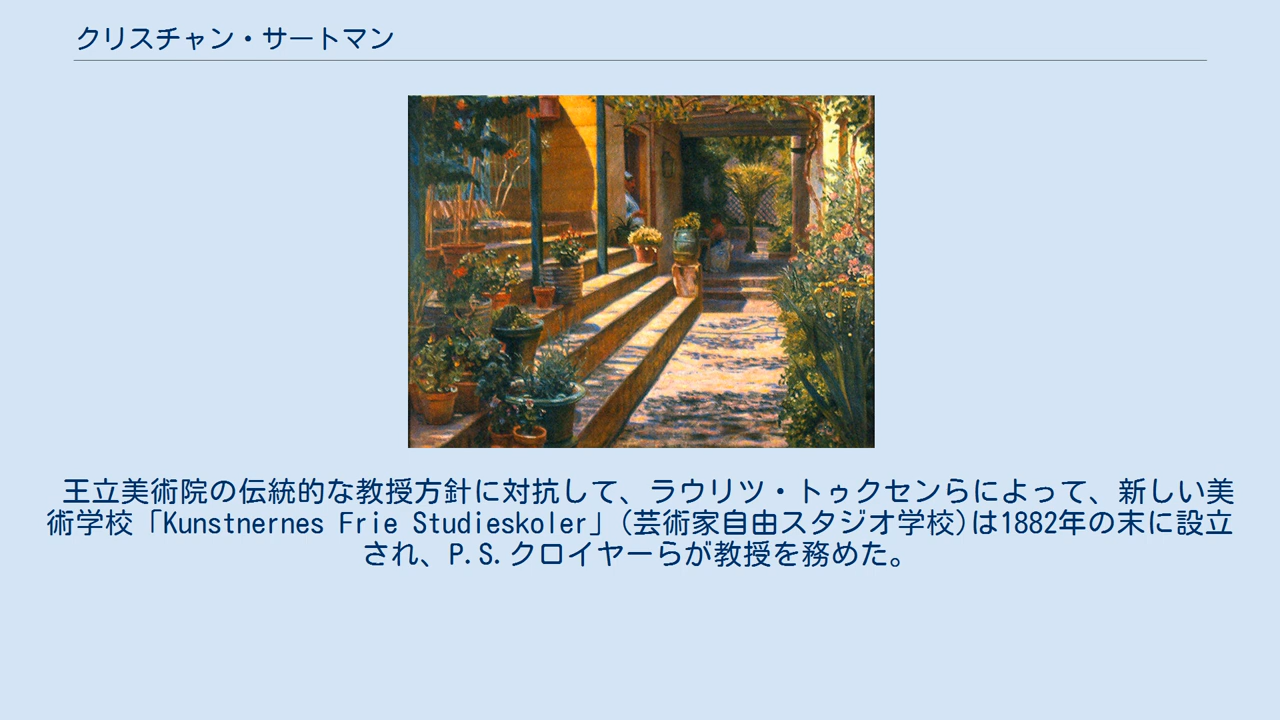 クリスチャン・サートマン
王立美術院の伝統的な教授方針に対抗して、ラウリツ・トゥクセンらによって、新しい美
術学校「Kunstnernes Frie Studieskoler」(芸術家自由スタジオ学校)は1882年の末に設立
され、P.S.クロイヤーらが教授を務めた。